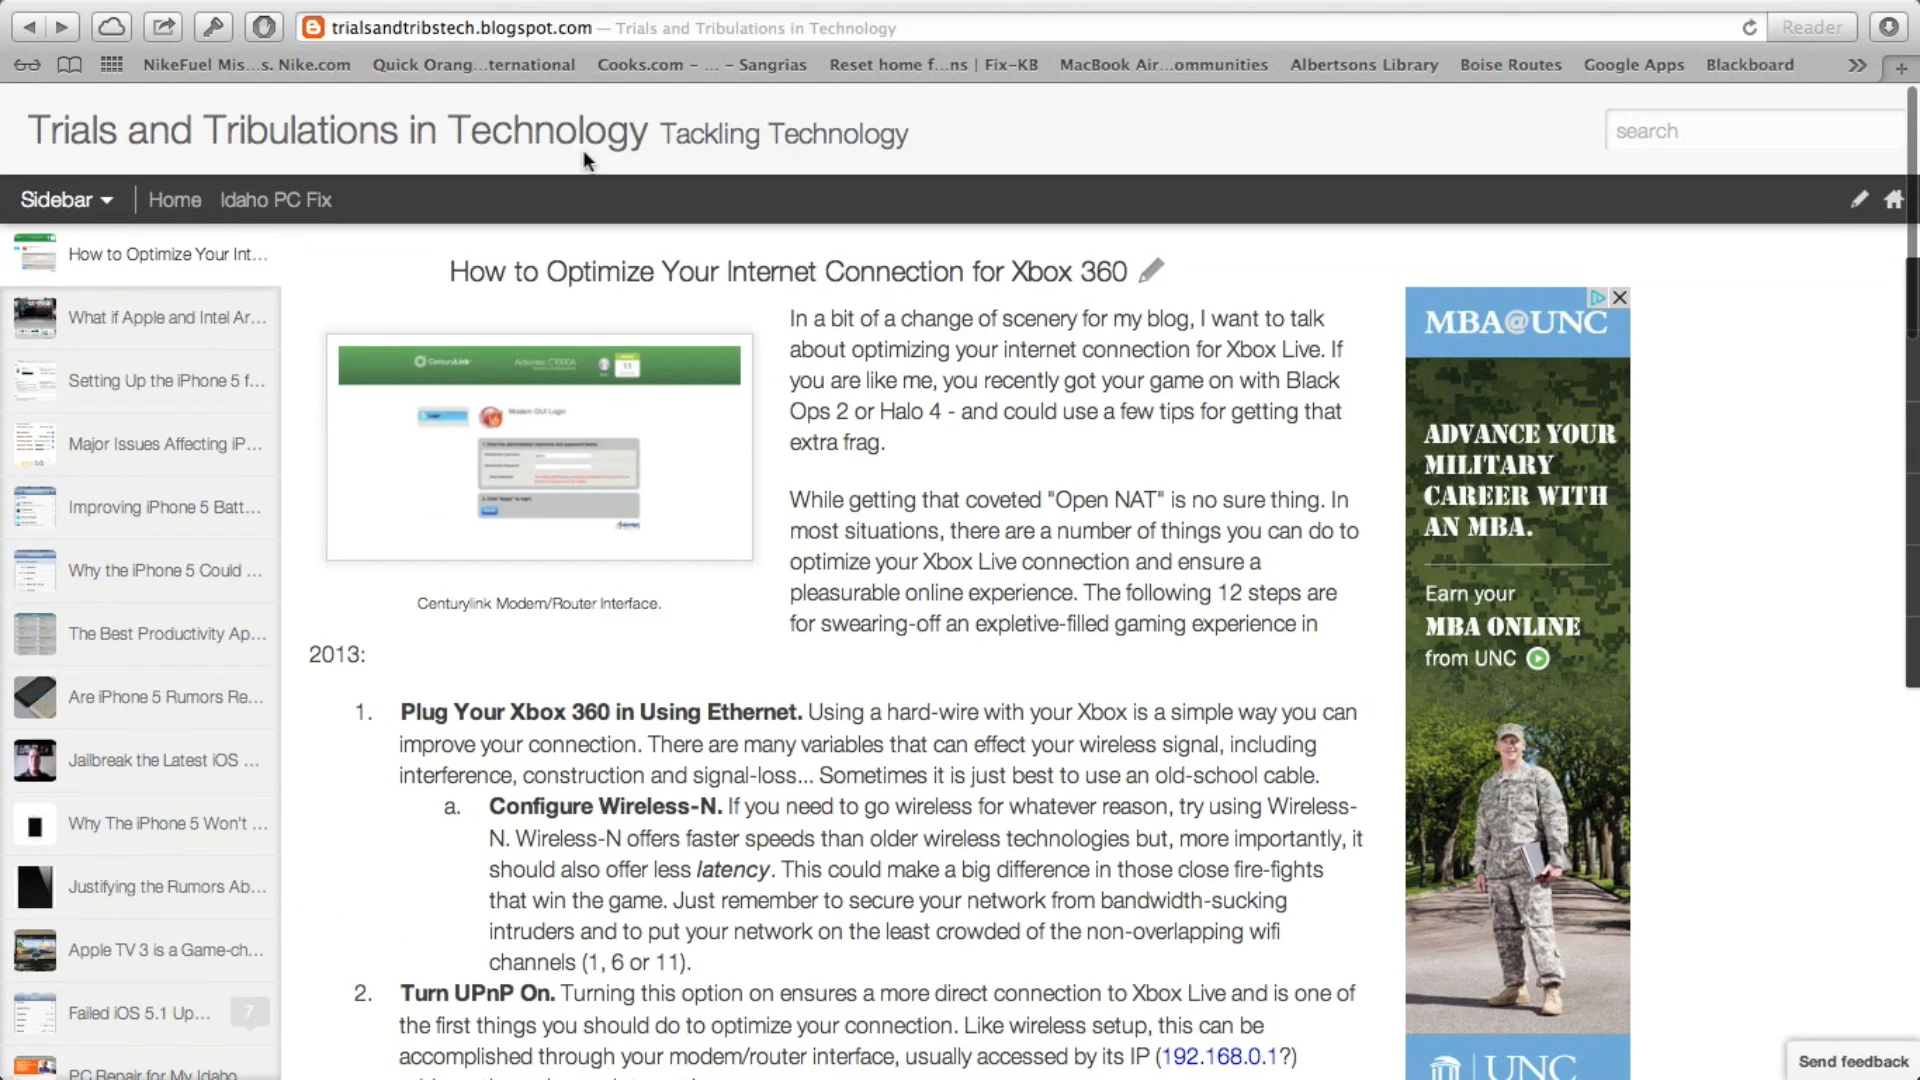 trialsandtribstech.blogspot.com — Trials and Tribulations in Technology
Reader
NikeFuel Mis...s. Nike.com Quick Orang...ternational Cooks.com – ... – Sangrias Reset home f...ns | Fix-KB MacBook Air...ommunities Albertsons Library Boise Routes Google Apps Blackboard
Trials and Tribulations in Technology Tackling Technology
search
Sidebar Home Idaho PC Fix
How to Optimize Your Int...
What if Apple and Intel Ar...
Setting Up the iPhone 5 f...
Major Issues Affecting iP...
Improving iPhone 5 Batt...
Why the iPhone 5 Could ...
The Best Productivity Ap...
Are iPhone 5 Rumors Re...
Jailbreak the Latest iOS ...
Why The iPhone 5 Won't ...
Justifying the Rumors Ab...
Apple TV 3 is a Game-ch...
Failed iOS 5.1 Up...
7
PC Repair for My Idaho
How to Optimize Your Internet Connection for Xbox 360
CenturyLink
Actiontec C1000A
11
Login
Modem GUI Login
Centurylink Modem/Router Interface.
In a bit of a change of scenery for my blog, I want to talk
about optimizing your internet connection for Xbox Live. If
you are like me, you recently got your game on with Black
Ops 2 or Halo 4 - and could use a few tips for getting that
extra frag.
While getting that coveted "Open NAT" is no sure thing. In
most situations, there are a number of things you can do to
optimize your Xbox Live connection and ensure a
pleasurable online experience. The following 12 steps are
for swearing-off an expletive-filled gaming experience in
2013:
1. Plug Your Xbox 360 in Using Ethernet. Using a hard-wire with your Xbox is a simple way you can
improve your connection. There are many variables that can effect your wireless signal, including
interference, construction and signal-loss... Sometimes it is just best to use an old-school cable.
a. Configure Wireless-N. If you need to go wireless for whatever reason, try using Wireless-
N. Wireless-N offers faster speeds than older wireless technologies but, more importantly, it
should also offer less latency. This could make a big difference in those close fire-fights
that win the game. Just remember to secure your network from bandwidth-sucking
intruders and to put your network on the least crowded of the non-overlapping wifi
channels (1, 6 or 11).
2. Turn UPnP On. Turning this option on ensures a more direct connection to Xbox Live and is one of
the first things you should do to optimize your connection. Like wireless setup, this can be
accomplished through your modem/router interface, usually accessed by its IP (192.168.0.1?)
MBA@UNC
ADVANCE YOUR
MILITARY
CAREER WITH
AN MBA.
Earn your
MBA ONLINE
from UNC
UNC
Send feedback